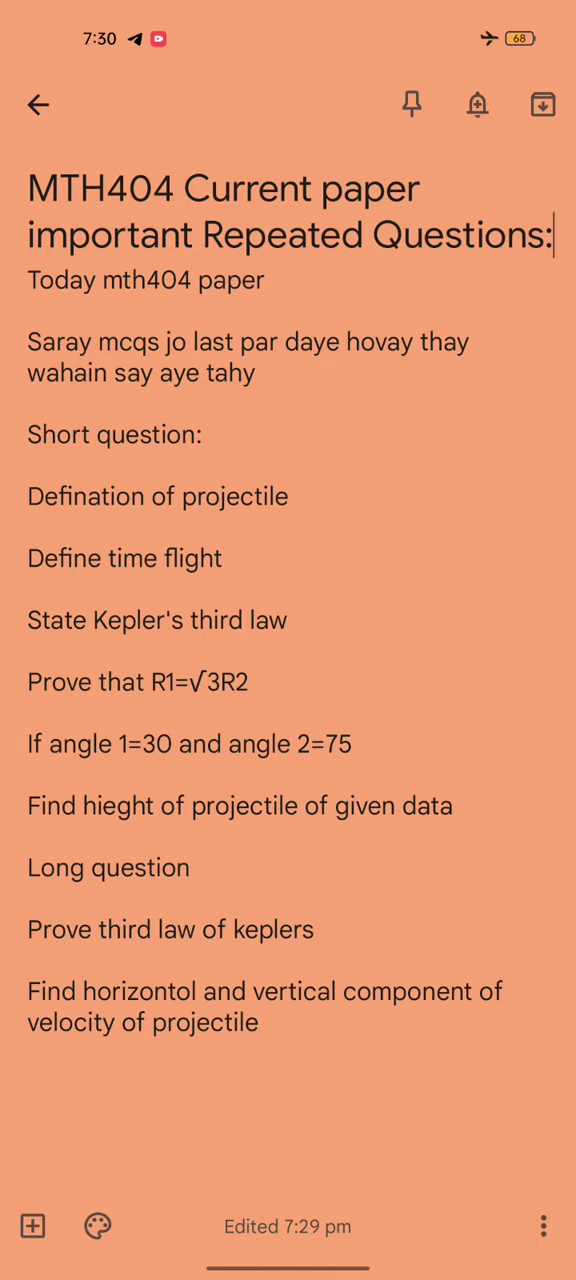 7:30
68
MTH404 Current paper
important Repeated Questions:
Today mth404 paper
Saray mcqs jo last par daye hovay thay
wahain say aye tahy
Short question:
Defination of projectile
Define time flight
State Kepler's third law
Prove that R1=√3R2
If angle 1=30 and angle 2=75
Find hieght of projectile of given data
Long question
Prove third law of keplers
Find horizontol and vertical component of
velocity of projectile
Edited 7:29 pm